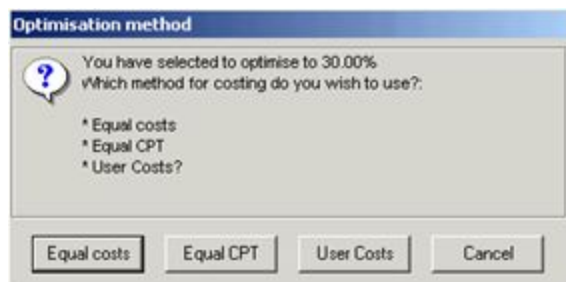 Optimisation method
You have selected to optimise to 30.00%
Which method for costing do you wish to use?:
* Equal costs
* Equal CPT
* User Costs?
Equal costs
Equal CPT
User Costs
Cancel